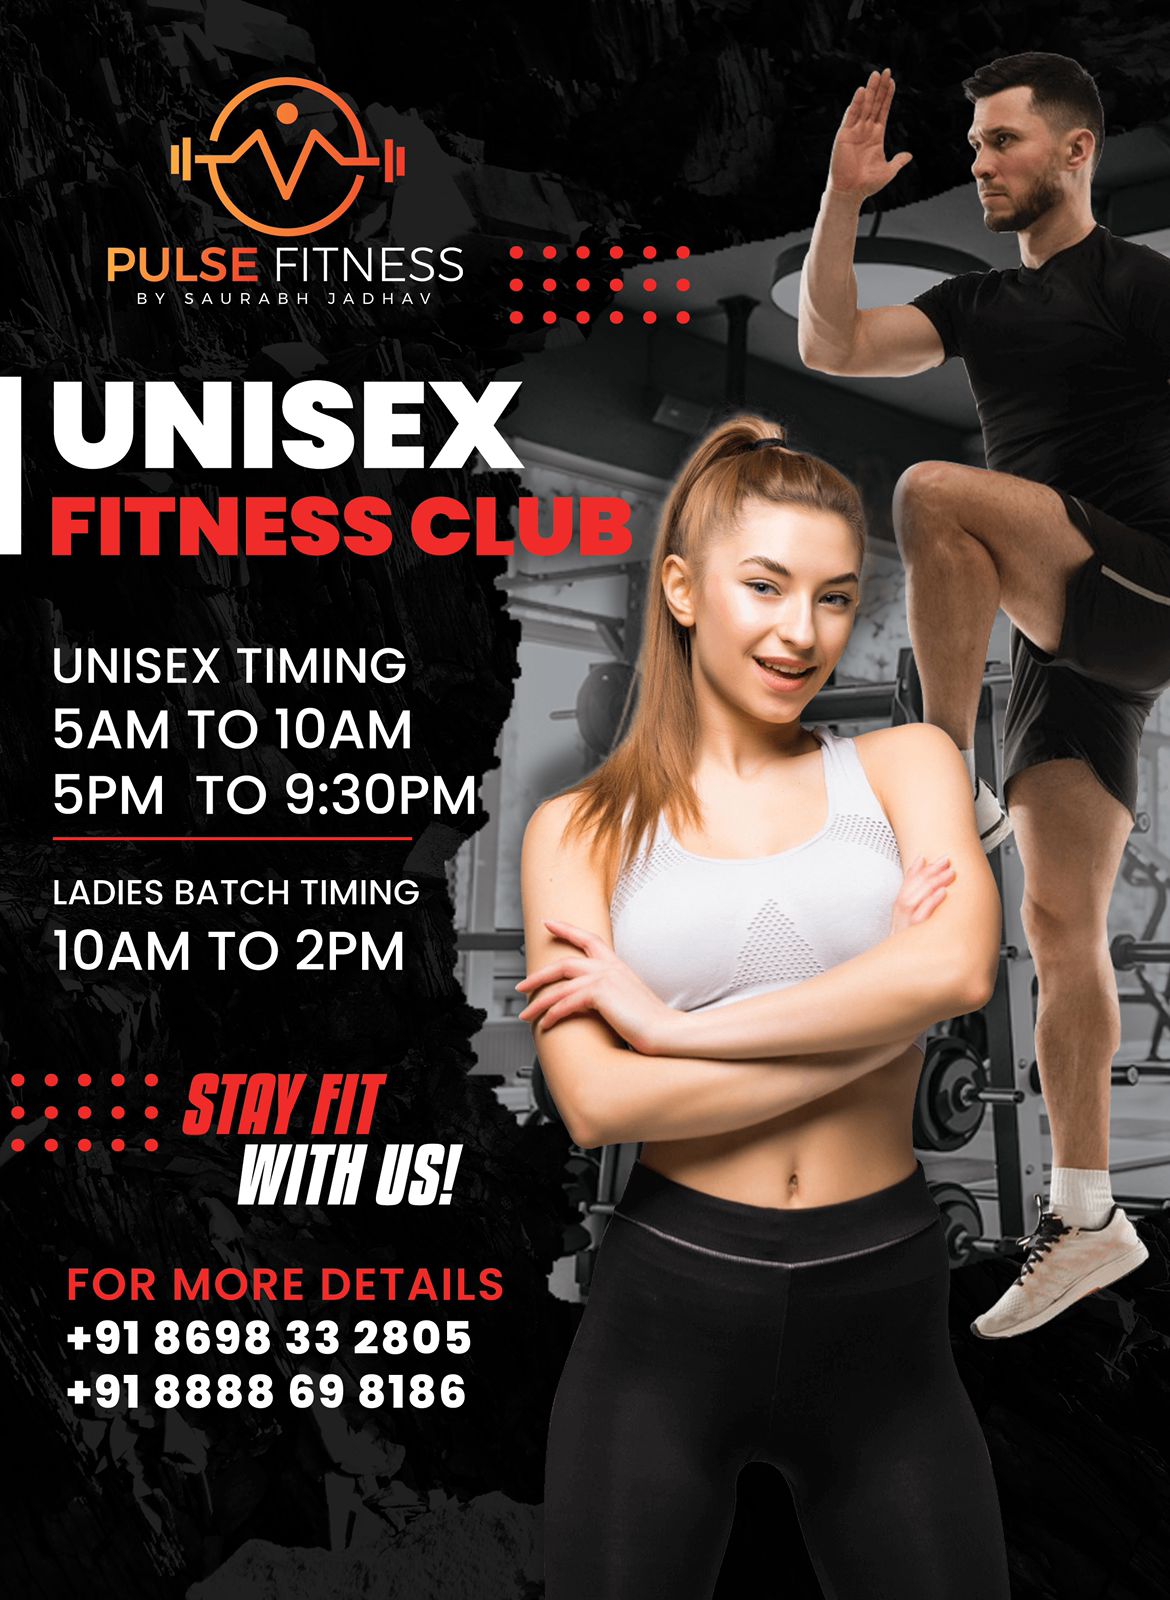 PULSE FITNESS
BY SAURABH JADHAV
UNISEX
FITNESS CLUB
UNISEX TIMING
5AM TO 10AM
5PM TO 9:30PM
LADIES BATCH TIMING
10AM TO 2PM
STAY FIT
WITH US!
FOR MORE DETAILS
+91 8698 33 2805
+91 8888 69 8186